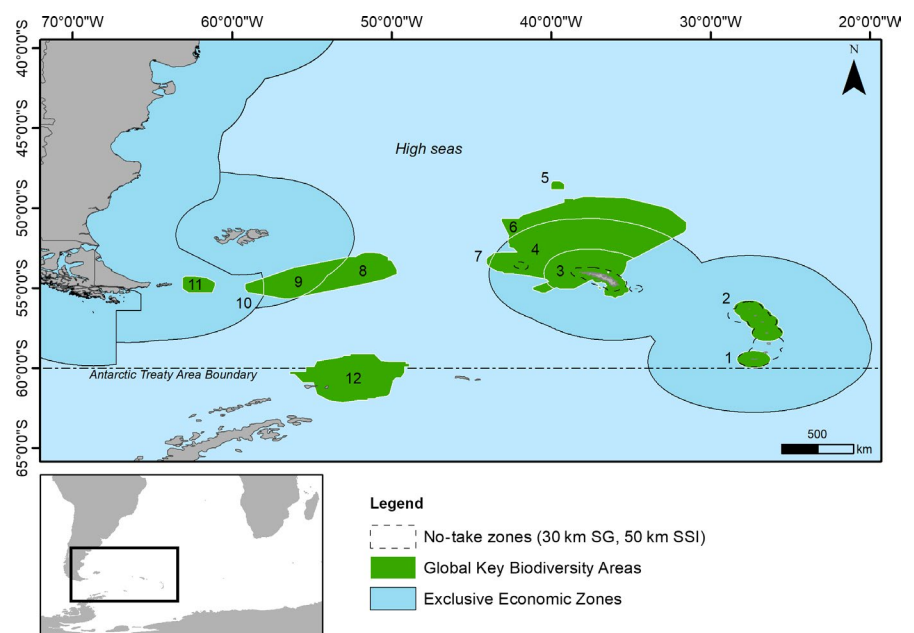 70°0'0"W 60°0'0"W 50°0'0"W 40°0'0"W 30°0'0"W 20°0'0"W
40°0'0"S
45°0'0"S
50°0'0"S
55°0'0"S
60°0'0"S
65°0'0"S
N
High seas
5
6
7
4
3
8
9
11
10
2
1
Antarctic Treaty Area Boundary
12
500
km
Legend
No-take zones (30 km SG, 50 km SSI)
Global Key Biodiversity Areas
Exclusive Economic Zones